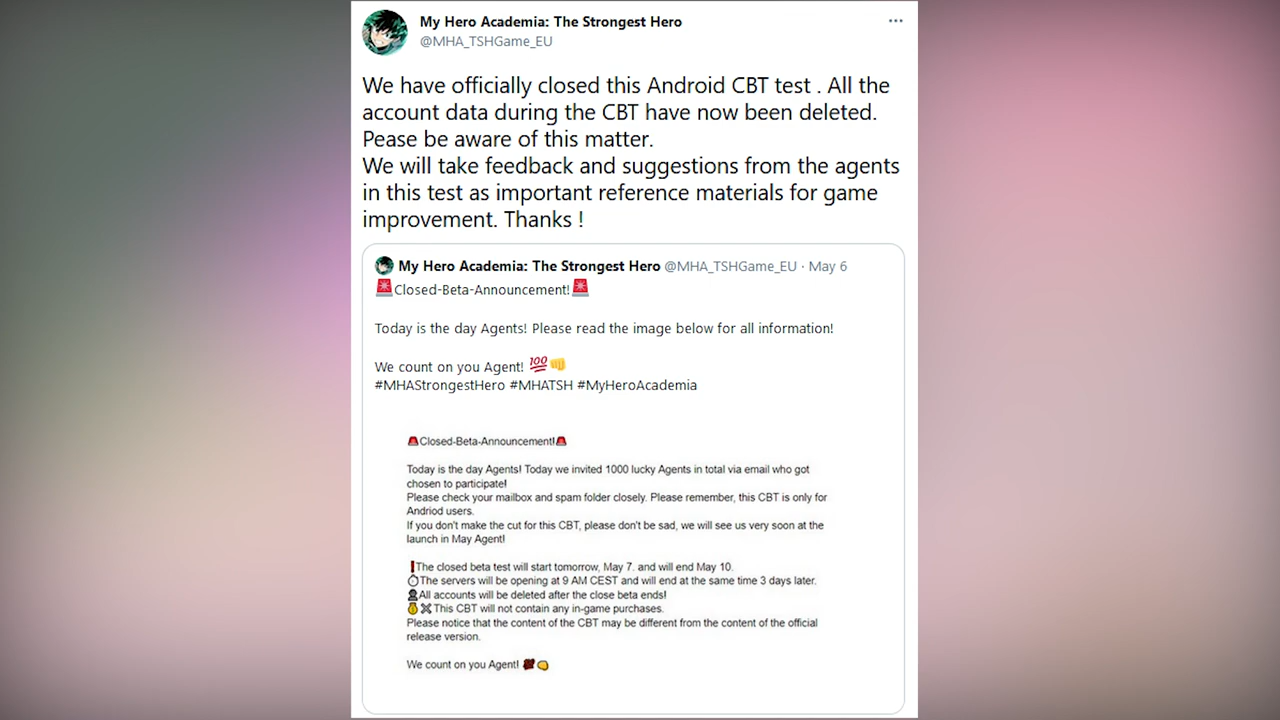 My Hero Academia: The Strongest Hero
@MHA_TSHGame_EU
We have officially closed this Android CBT test . All the
account data during the CBT have now been deleted.
Pease be aware of this matter.
We will take feedback and suggestions from the agents
in this test as important reference materials for game
improvement. Thanks !
My Hero Academia: The Strongest Hero @MHA_TSHGame_EU · May 6
🚨Closed-Beta-Announcement!🚨
Today is the day Agents! Please read the image below for all information!
We count on you Agent! 💯👊
#MHAStrongestHero #MHATSH #MyHeroAcademia
🚨Closed-Beta-Announcement!🚨
Today is the day Agents! Today we invited 1000 lucky Agents in total via email who got
chosen to participate!
Please check your mailbox and spam folder closely. Please remember, this CBT is only for
Andriod users.
If you don't make the cut for this CBT, please don't be sad, we will see us very soon at the
launch in May Agent!
❗The closed beta test will start tomorrow, May 7. and will end May 10.
⏱The servers will be opening at 9 AM CEST and will end at the same time 3 days later.
👤All accounts will be deleted after the close beta ends!
💰✖This CBT will not contain any in-game purchases.
Please notice that the content of the CBT may be different from the content of the official
release version.
We count on you Agent! 💯👊